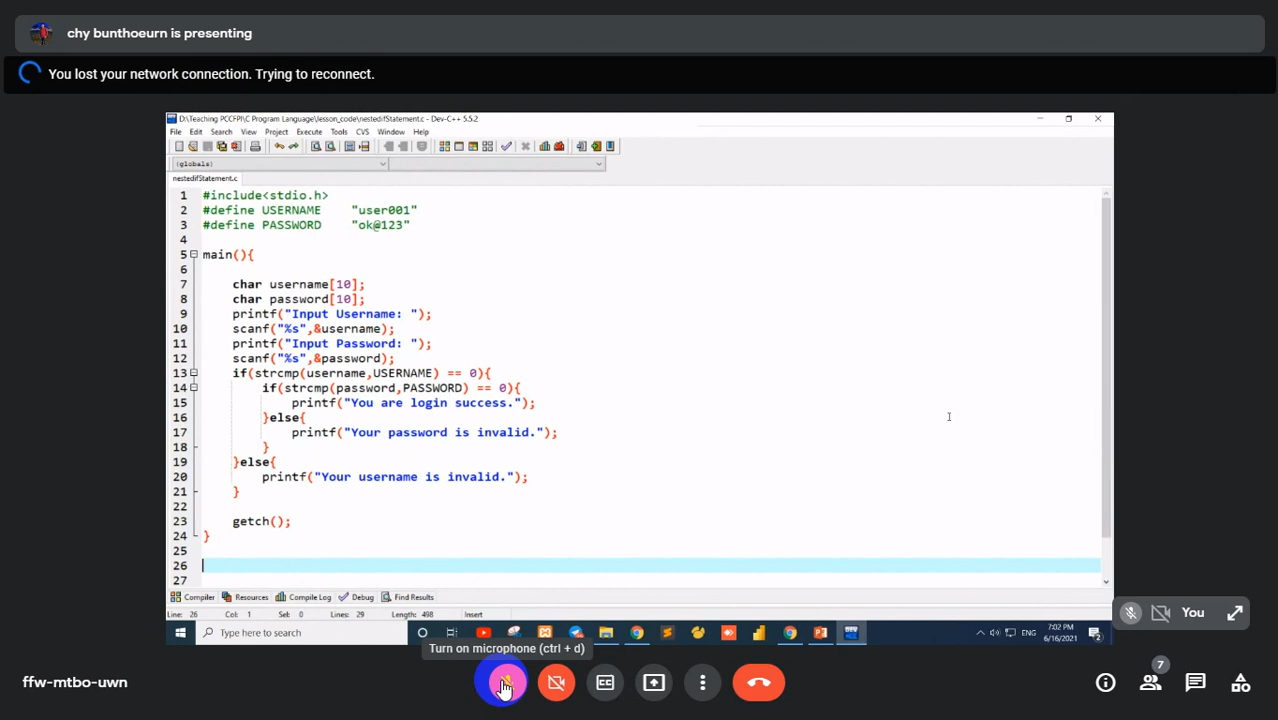 chy bunthoeurn is presenting
You lost your network connection. Trying to reconnect.
D:\Teaching PCCFPI\C Program Language\lesson_code\nestedifStatement.c - Dev-C++ 5.5.2
File Edit Search View Project Execute Tools CVS Window Help
(globals)
nestedifStatement.c
1 #include<stdio.h>
2 #define USERNAME "user001"
3 #define PASSWORD "ok@123"
4
5 main(){
6
7 char username[10];
8 char password[10];
9 printf("Input Username: ");
10 scanf("%s",&username);
11 printf("Input Password: ");
12 scanf("%s",&password);
13 if(strcmp(username,USERNAME) == 0){
14 if(strcmp(password,PASSWORD) == 0){
15 printf("You are login success.");
16 }else{
17 printf("Your password is invalid.");
18 }
19 }else{
20 printf("Your username is invalid.");
21 }
22
23 getch();
24 }
25
26
27
Compiler Resources Compile Log Debug Find Results
Line: 26 Col: 1 Sel: 0 Lines: 29 Length: 498 Insert
You
Type here to search
ENG
7:02 PM
6/16/2021
2
Turn on microphone (ctrl + d)
ffw-mtbo-uwn
CC
7